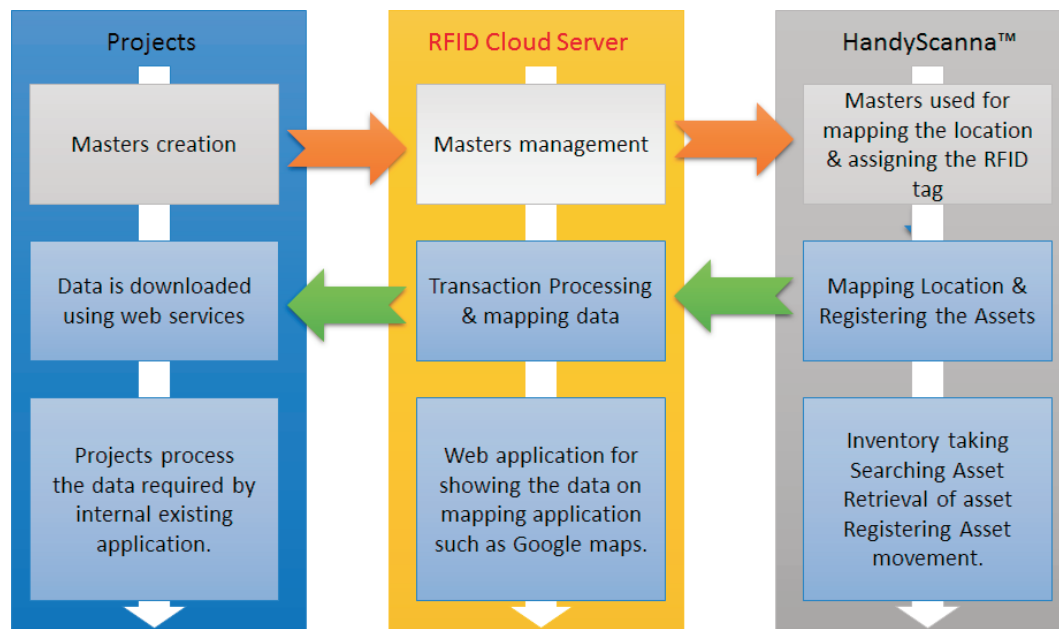 Projects
Masters creation
Data is downloaded
using web services
Projects process
the data required by
internal existing
application.
RFID Cloud Server
Masters management
Transaction Processing
& mapping data
Web application for
showing the data on
mapping application
such as Google maps.
HandyScanna™
Masters used for
mapping the location
& assigning the RFID
tag
Mapping Location &
Registering the Assets
Inventory taking
Searching Asset
Retrieval of asset
Registering Asset
movement.